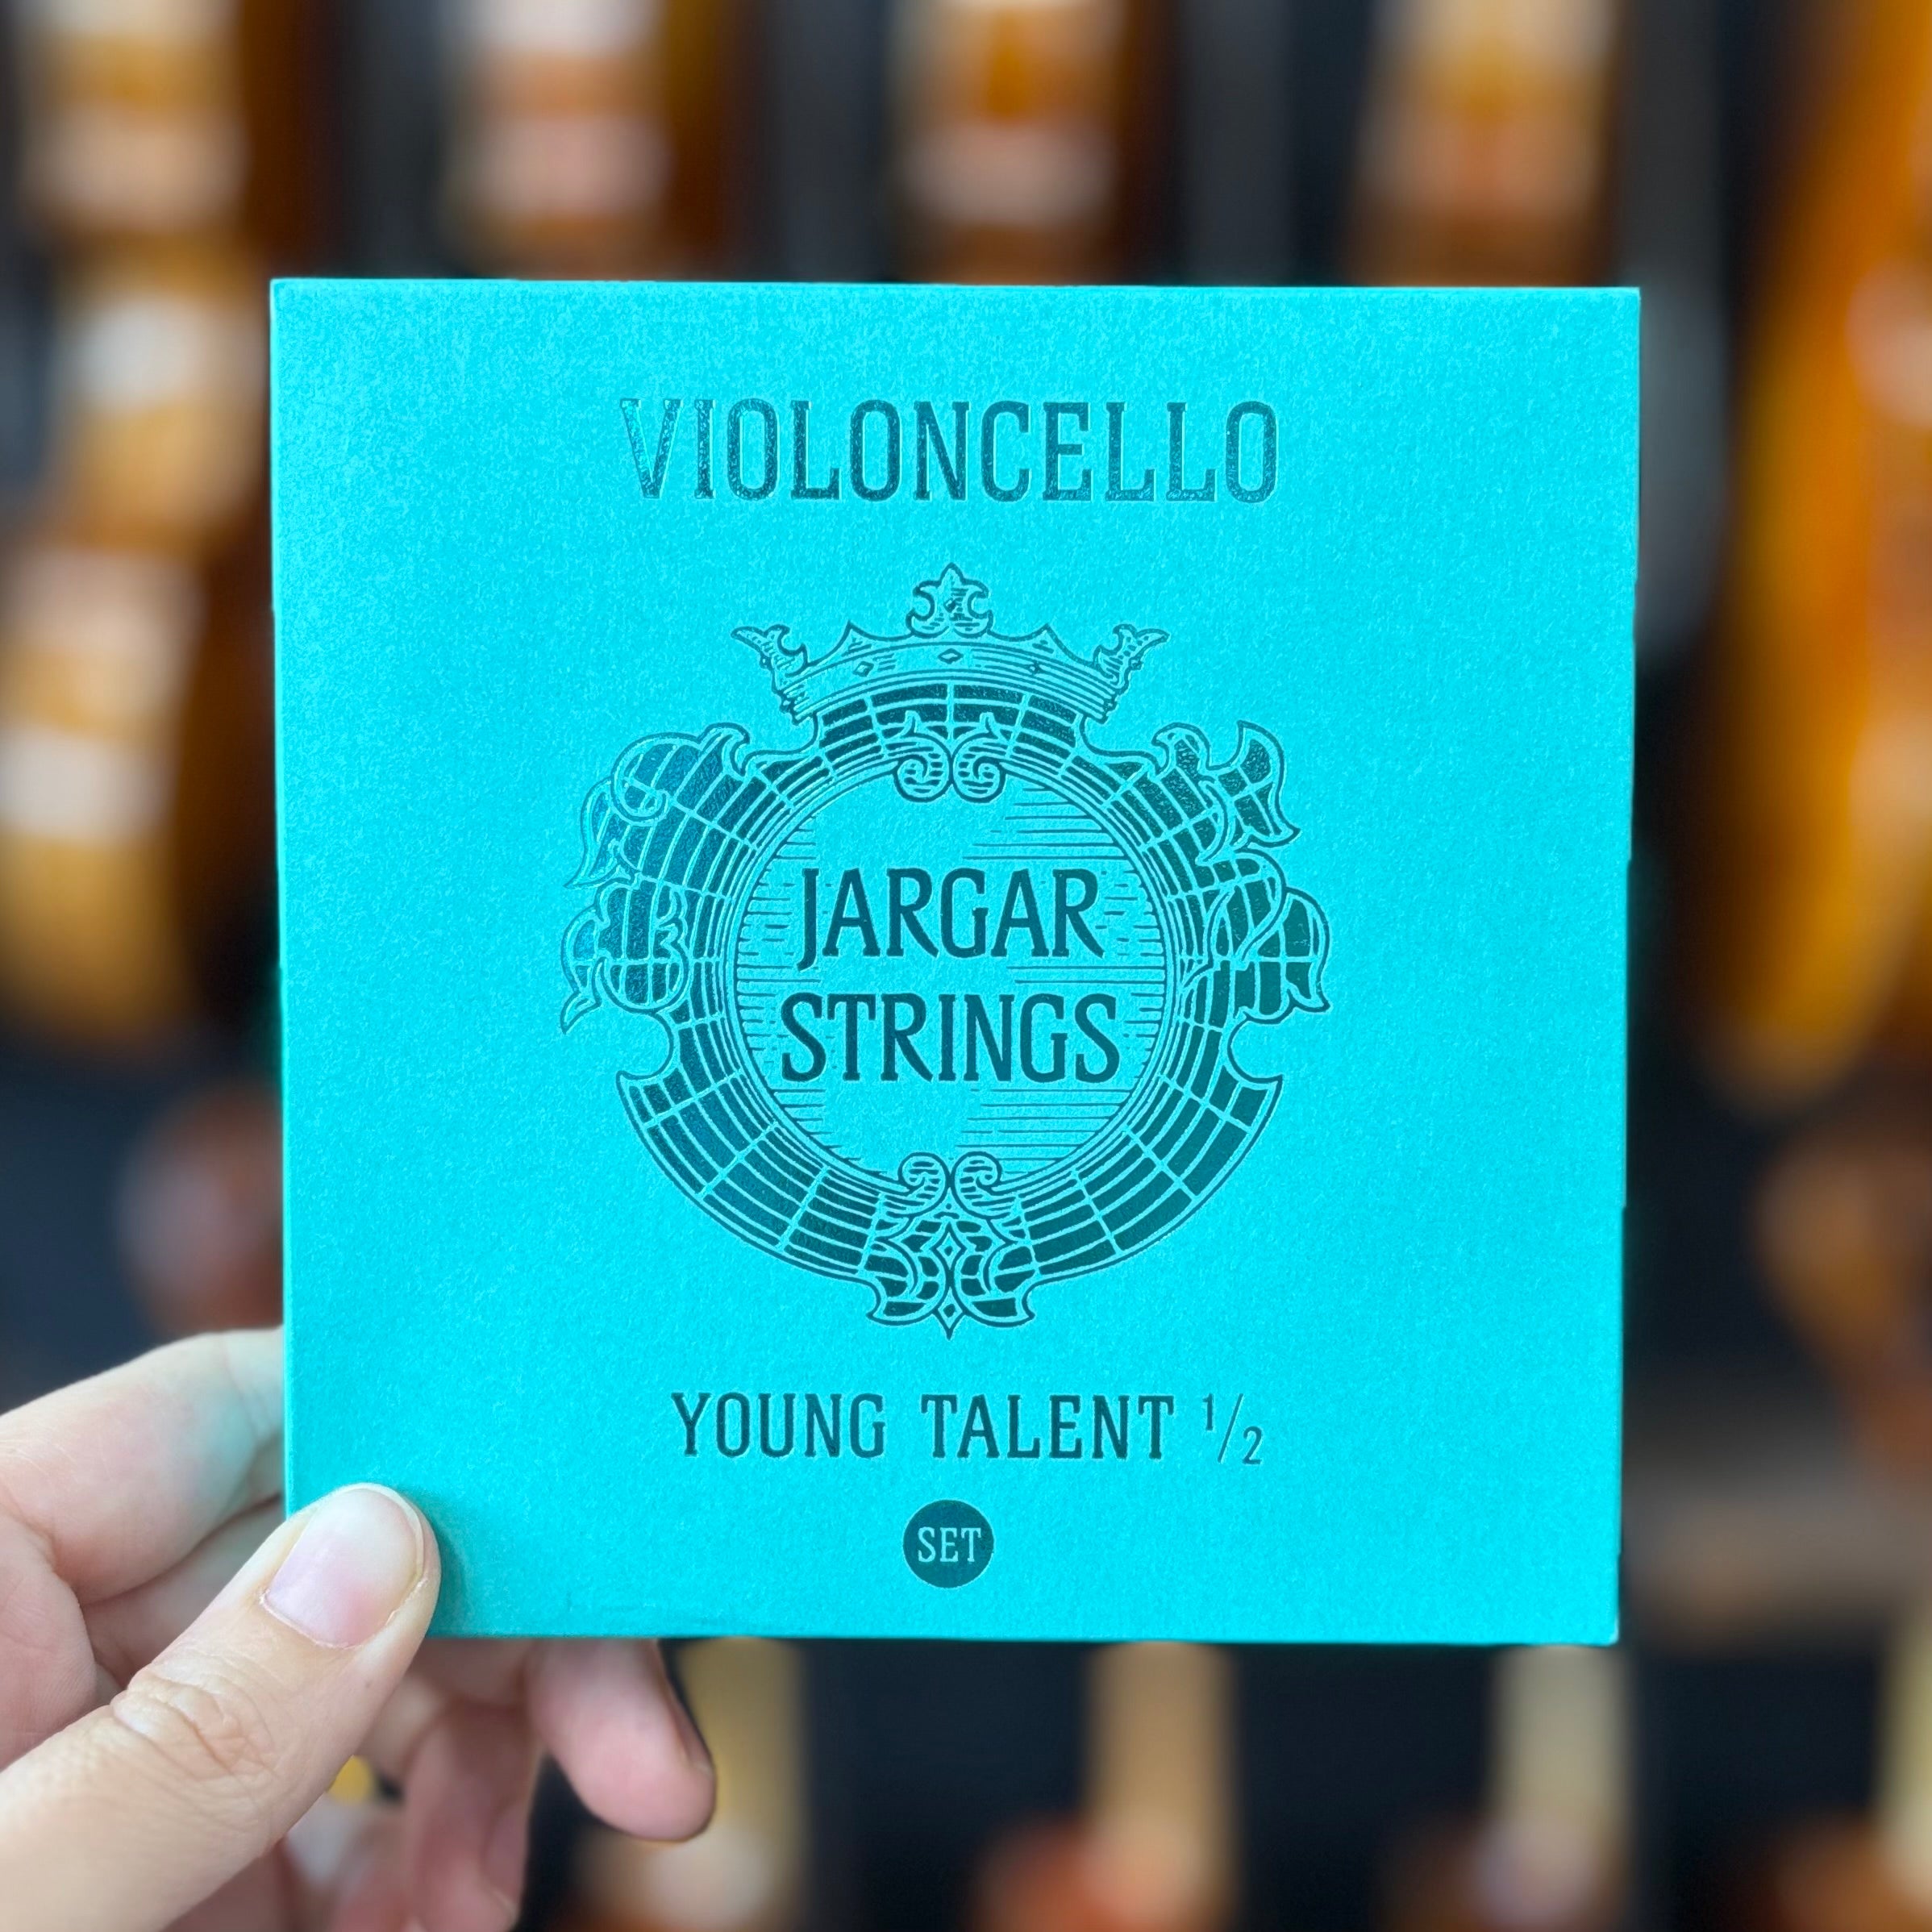 VIOLONCELLO
JARGAR
STRINGS
YOUNG TALENT 1/2
SET